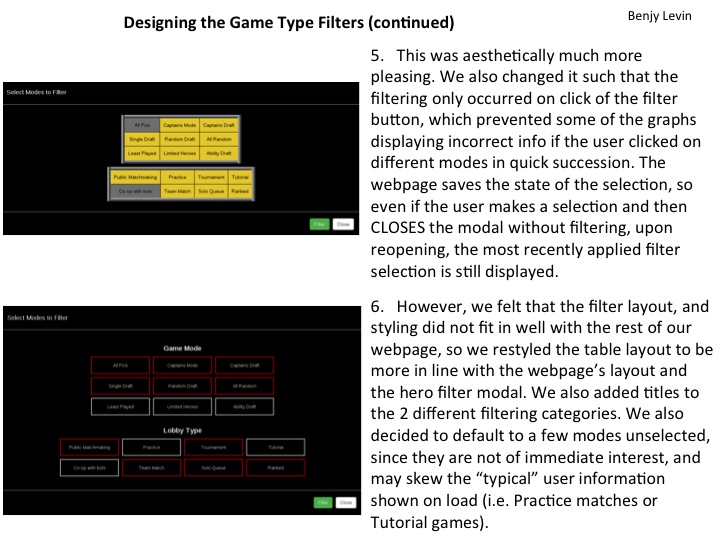 Designing the Game Type Filters (continued)
Benjy Levin
5. This was aesthetically much more
pleasing. We also changed it such that the
filtering only occurred on click of the filter
button, which prevented some of the graphs
displaying incorrect info if the user clicked on
different modes in quick succession. The
webpage saves the state of the selection, so
even if the user makes a selection and then
CLOSES the modal without filtering, upon
reopening, the most recently applied filter
selection is still displayed.
Select Modes to Filter
All Pick Captains Mode Captains Draft
Single Draft Random Draft All Random
Least Played Limited Heroes Ability Draft
Public Matchmaking Practice Tournament Tutorial
Co-op with bots Team Match Solo Queue Ranked
Filter Close
6. However, we felt that the filter layout, and
styling did not fit in well with the rest of our
webpage, so we restyled the table layout to be
more in line with the webpage’s layout and
the hero filter modal. We also added titles to
the 2 different filtering categories. We also
decided to default to a few modes unselected,
since they are not of immediate interest, and
may skew the “typical” user information
shown on load (i.e. Practice matches or
Tutorial games).
Select Modes to Filter
Game Mode
All Pick Captains Mode Captains Draft
Single Draft Random Draft All Random
Least Played Limited Heroes Ability Draft
Lobby Type
Public Matchmaking Practice Tournament Tutorial
Co-op with bots Team Match Solo Queue Ranked
Filter Close